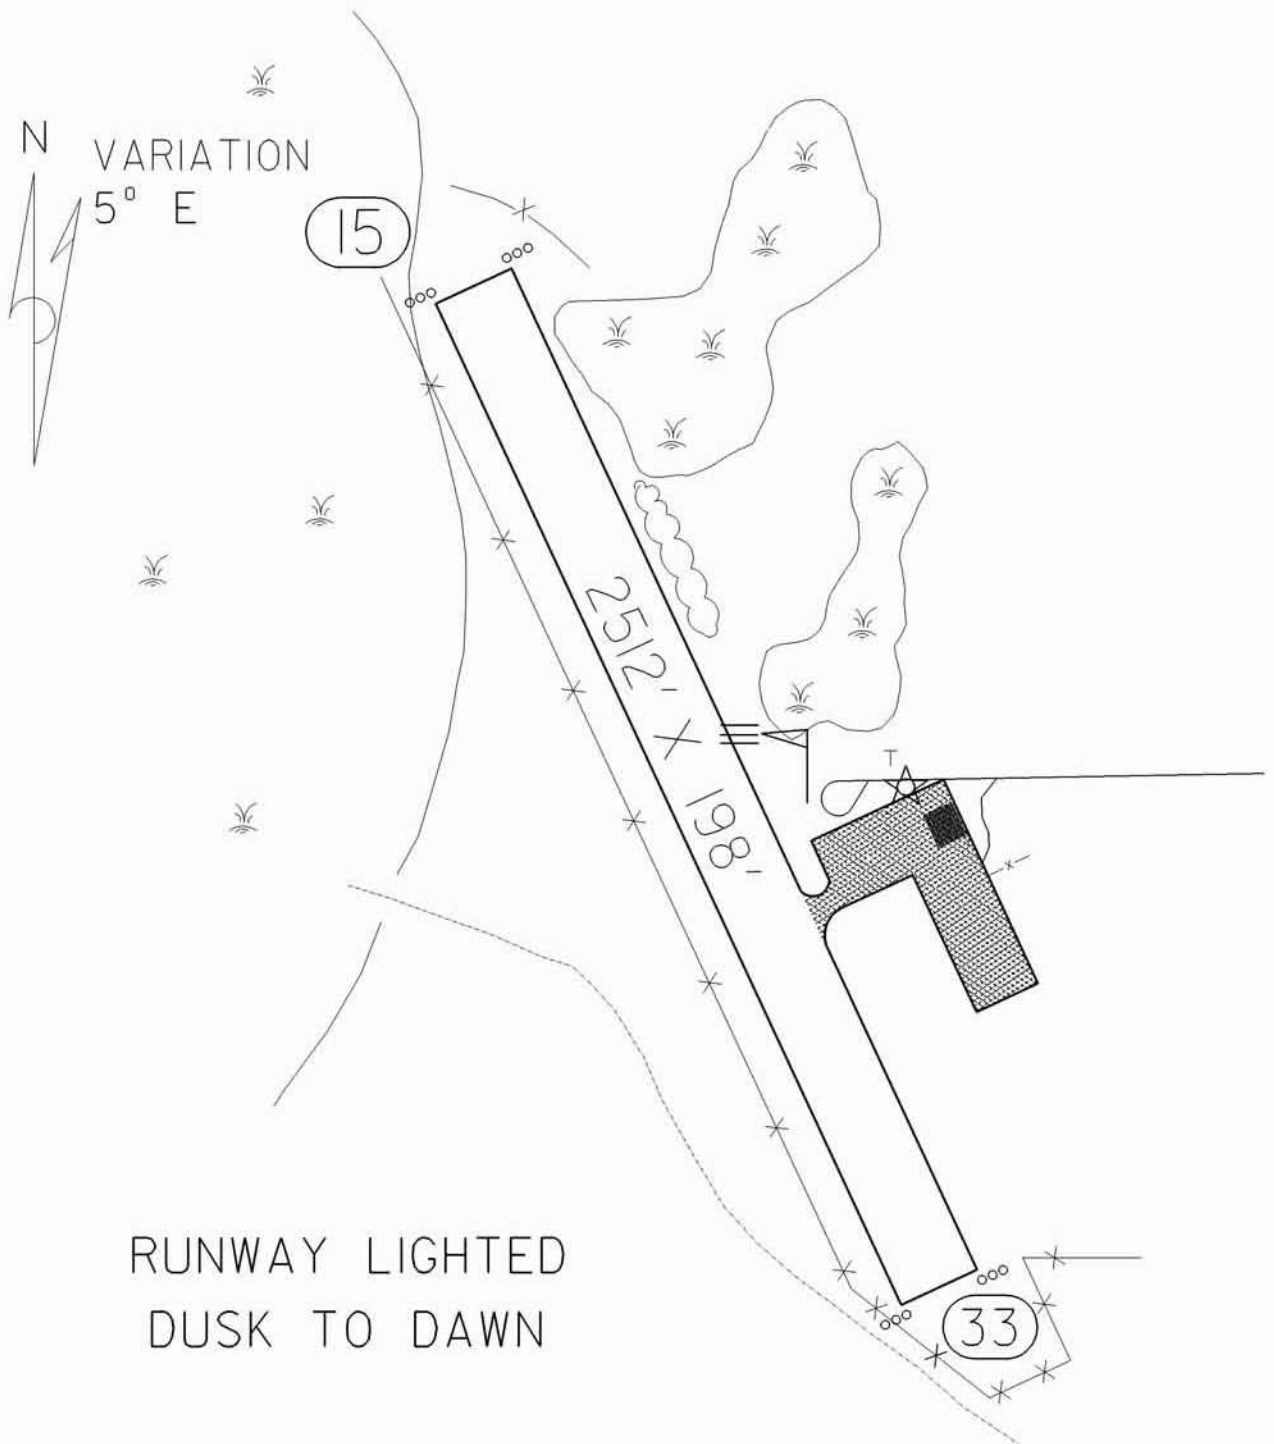 N
VARIATION
5° E
15
2512' X 198'
T
33
RUNWAY LIGHTED
DUSK TO DAWN